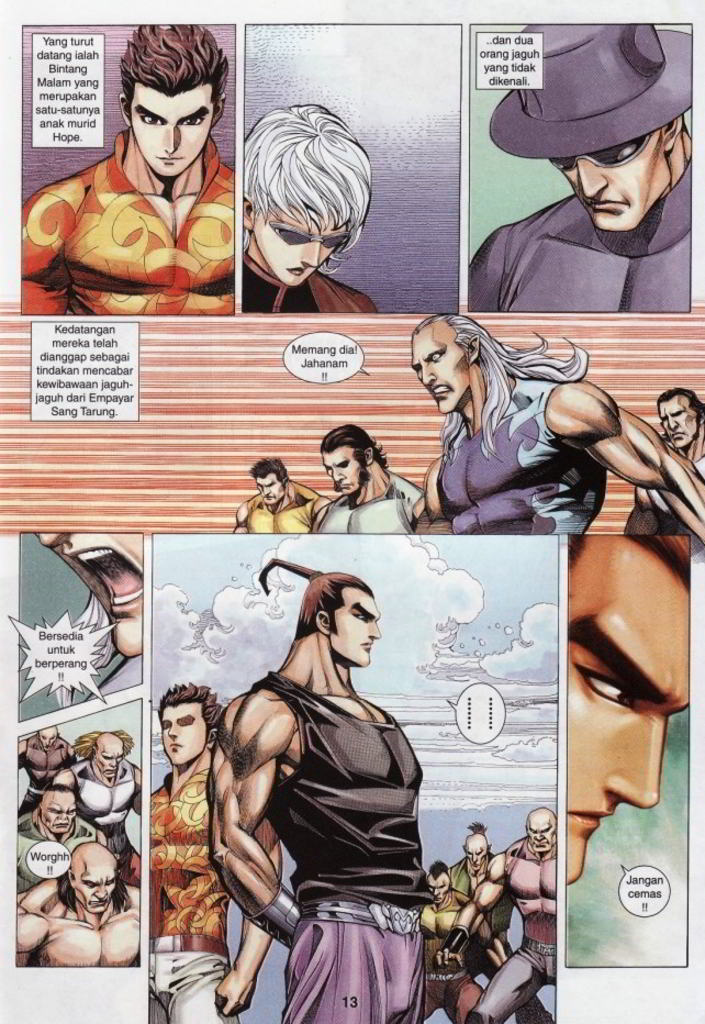 Yang turut
datang ialah
Bintang
Malam yang
merupakan
satu-satunya
anak murid
Hope.
..dan dua
orang jaguh
yang tidak
dikenali.
Kedatangan
mereka telah
dianggap sebagai
tindakan mencabar
kewibawaan jaguh-
jaguh dari Empayar
Sang Tarung.
Memang dia!
Jahanam
!!
Bersedia
untuk
berperang
!!
Worghh
!!
Jangan
cemas
!!
13